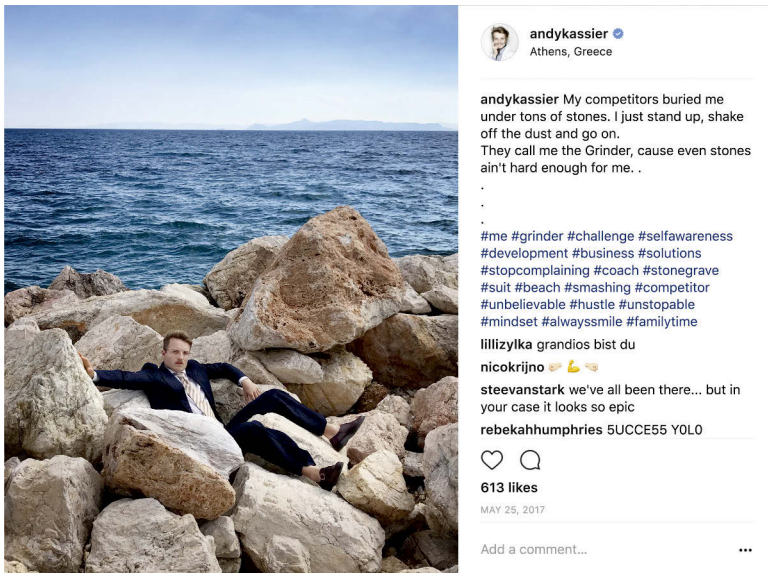 andykassier
Athens, Greece
andykassier My competitors buried me
under tons of stones. I just stand up, shake
off the dust and go on.
They call me the Grinder, cause even stones
ain't hard enough for me. .
.
.
.
#me #grinder #challenge #selfawareness
#development #business #solutions
#stopcomplaining #coach #stonegrave
#suit #beach #smashing #competitor
#unbelievable #hustle #unstopable
#mindset #alwayssmile #familytime
lillizylka grandios bist du
nicokrijno 🤛🏻 💪 🤜🏻
steevanstark we've all been there... but in
your case it looks so epic
rebekahhumphries 5UCCE55 Y0L0
613 likes
MAY 25, 2017
Add a comment...